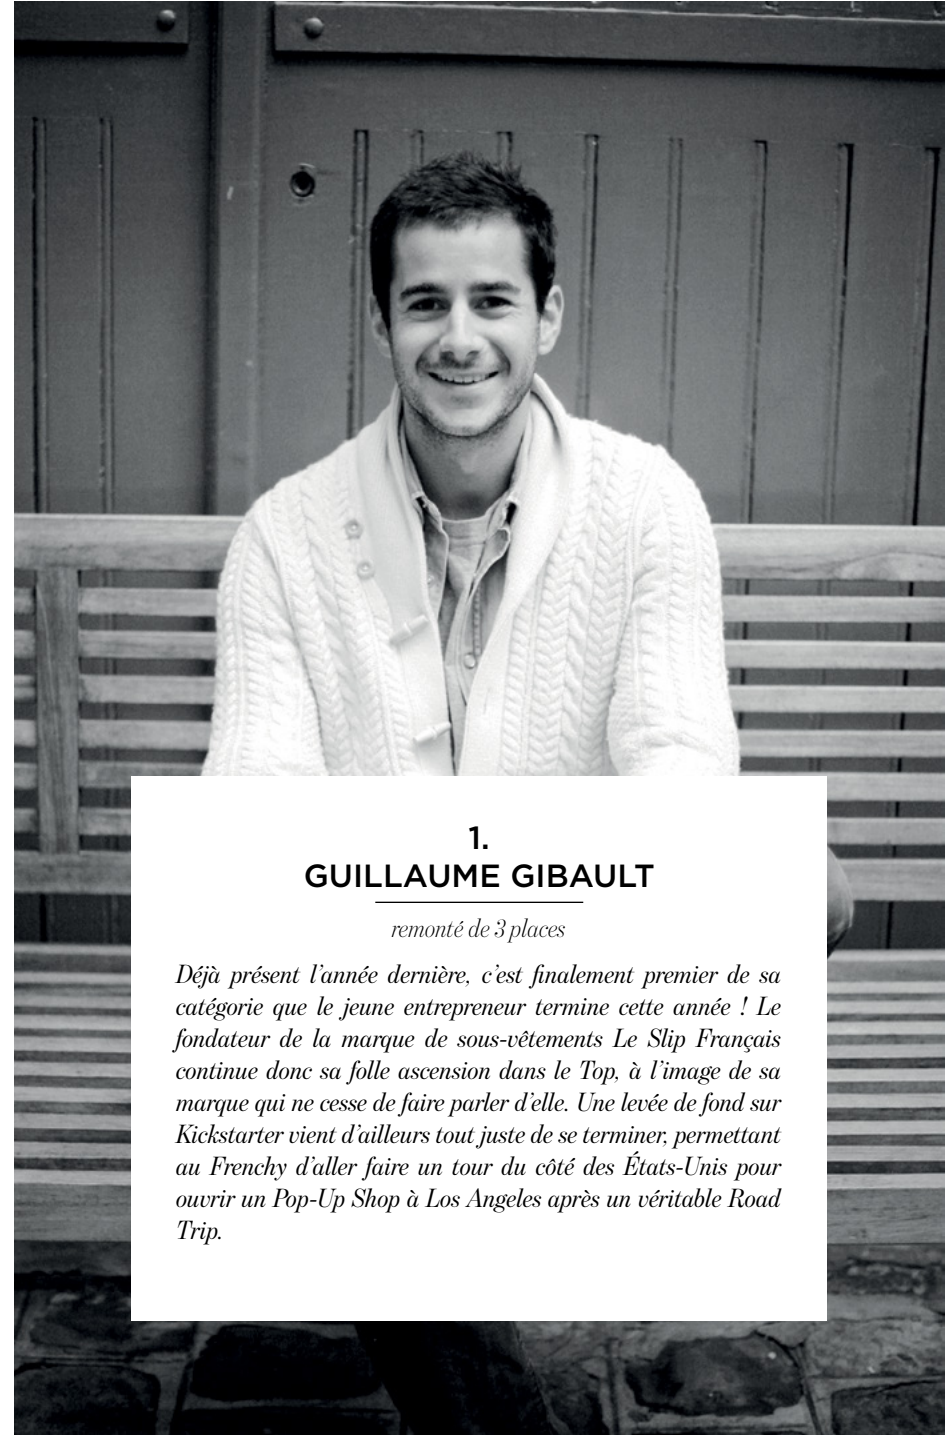 1.
GUILLAUME GIBAULT
remonté de 3 places
Déjà présent l’année dernière, c’est finalement premier de sa
catégorie que le jeune entrepreneur termine cette année ! Le
fondateur de la marque de sous-vêtements Le Slip Français
continue donc sa folle ascension dans le Top, à l’image de sa
marque qui ne cesse de faire parler d’elle. Une levée de fond sur
Kickstarter vient d’ailleurs tout juste de se terminer, permettant
au Frenchy d’aller faire un tour du côté des États-Unis pour
ouvrir un Pop-Up Shop à Los Angeles après un véritable Road
Trip.